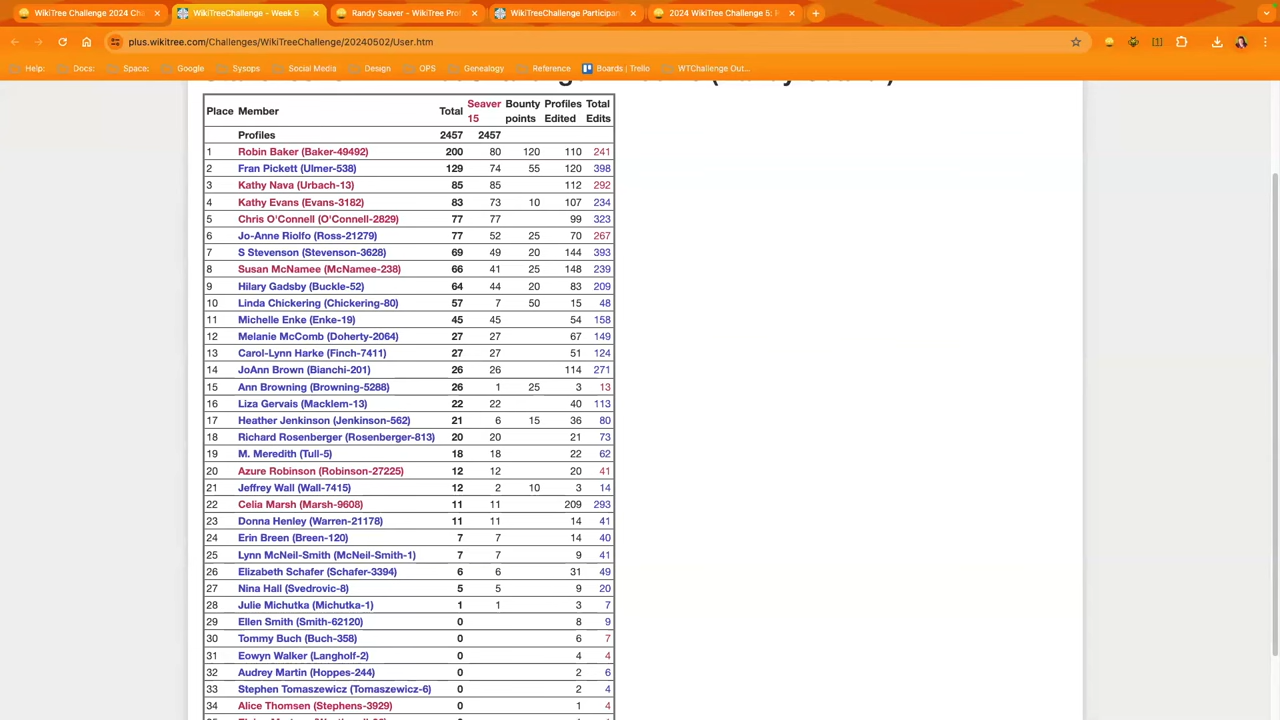 WikiTree Challenge 2024 Cha
WikiTreeChallenge - Week 5
Randy Seaver - WikiTree Prof
WikiTreeChallenge Participan
2024 WikiTree Challenge 5: R
plus.wikitree.com/Challenges/WikiTreeChallenge/20240502/User.htm
Help: Docs: Space: Google Sysops Social Media Design OPS Genealogy Reference Boards | Trello WTChallenge Out...
Place Member Total Seaver 15 Bounty points Profiles Edited Total Edits
Profiles 2457 2457
1 Robin Baker (Baker-49492) 200 80 120 110 241
2 Fran Pickett (Ulmer-538) 129 74 55 120 398
3 Kathy Nava (Urbach-13) 85 85 112 292
4 Kathy Evans (Evans-3182) 83 73 10 107 234
5 Chris O'Connell (O'Connell-2829) 77 77 99 323
6 Jo-Anne Riolfo (Ross-21279) 77 52 25 70 267
7 S Stevenson (Stevenson-3628) 69 49 20 144 393
8 Susan McNamee (McNamee-238) 66 41 25 148 239
9 Hilary Gadsby (Buckle-52) 64 44 20 83 209
10 Linda Chickering (Chickering-80) 57 7 50 15 48
11 Michelle Enke (Enke-19) 45 45 54 158
12 Melanie McComb (Doherty-2064) 27 27 67 149
13 Carol-Lynn Harke (Finch-7411) 27 27 51 124
14 JoAnn Brown (Bianchi-201) 26 26 114 271
15 Ann Browning (Browning-5288) 26 1 25 3 13
16 Liza Gervais (Macklem-13) 22 22 40 113
17 Heather Jenkinson (Jenkinson-562) 21 6 15 36 80
18 Richard Rosenberger (Rosenberger-813) 20 20 21 73
19 M. Meredith (Tull-5) 18 18 22 62
20 Azure Robinson (Robinson-27225) 12 12 20 41
21 Jeffrey Wall (Wall-7415) 12 2 10 3 14
22 Celia Marsh (Marsh-9608) 11 11 209 293
23 Donna Henley (Warren-21178) 11 11 14 41
24 Erin Breen (Breen-120) 7 7 14 40
25 Lynn McNeil-Smith (McNeil-Smith-1) 7 7 9 41
26 Elizabeth Schafer (Schafer-3394) 6 6 31 49
27 Nina Hall (Svedrovic-8) 5 5 9 20
28 Julie Michutka (Michutka-1) 1 1 3 7
29 Ellen Smith (Smith-62120) 0 8 9
30 Tommy Buch (Buch-358) 0 6 7
31 Eowyn Walker (Langholf-2) 0 4 4
32 Audrey Martin (Hoppes-244) 0 2 6
33 Stephen Tomaszewicz (Tomaszewicz-6) 0 2 4
34 Alice Thomsen (Stephens-3929) 0 1 4